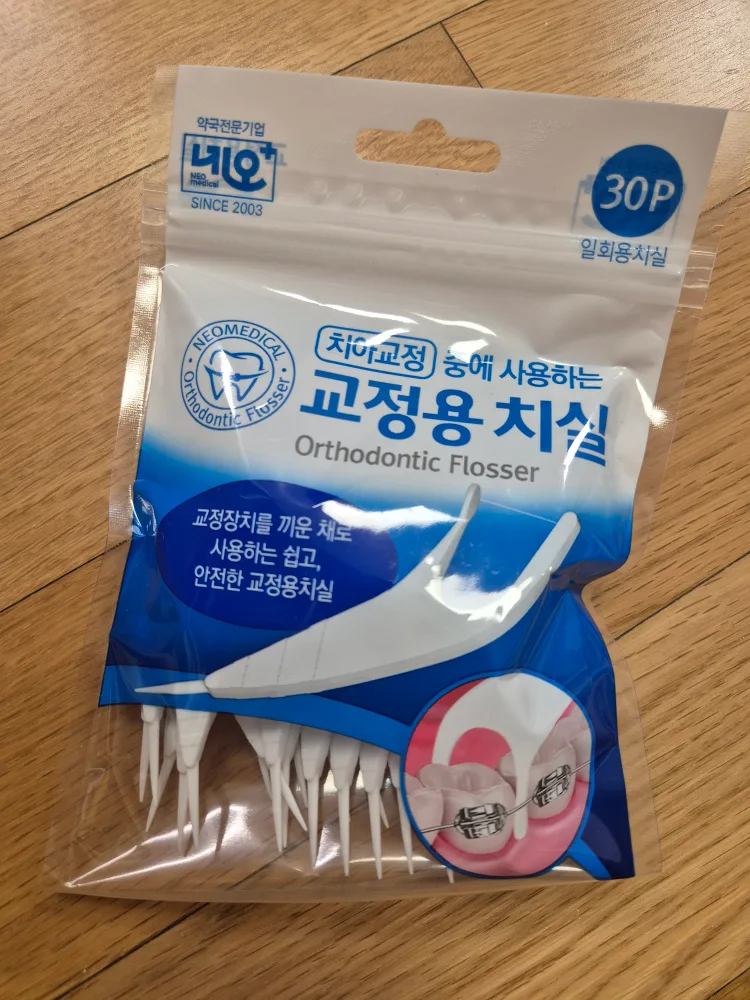 약국전문기업
네오+
NEO
medical
SINCE 2003
30P
일회용치실
NEOMEDICAL
Orthodontic Flosser
치아교정 중에 사용하는
교정용 치실
Orthodontic Flosser
교정장치를 끼운 채로
사용하는 쉽고,
안전한 교정용치실